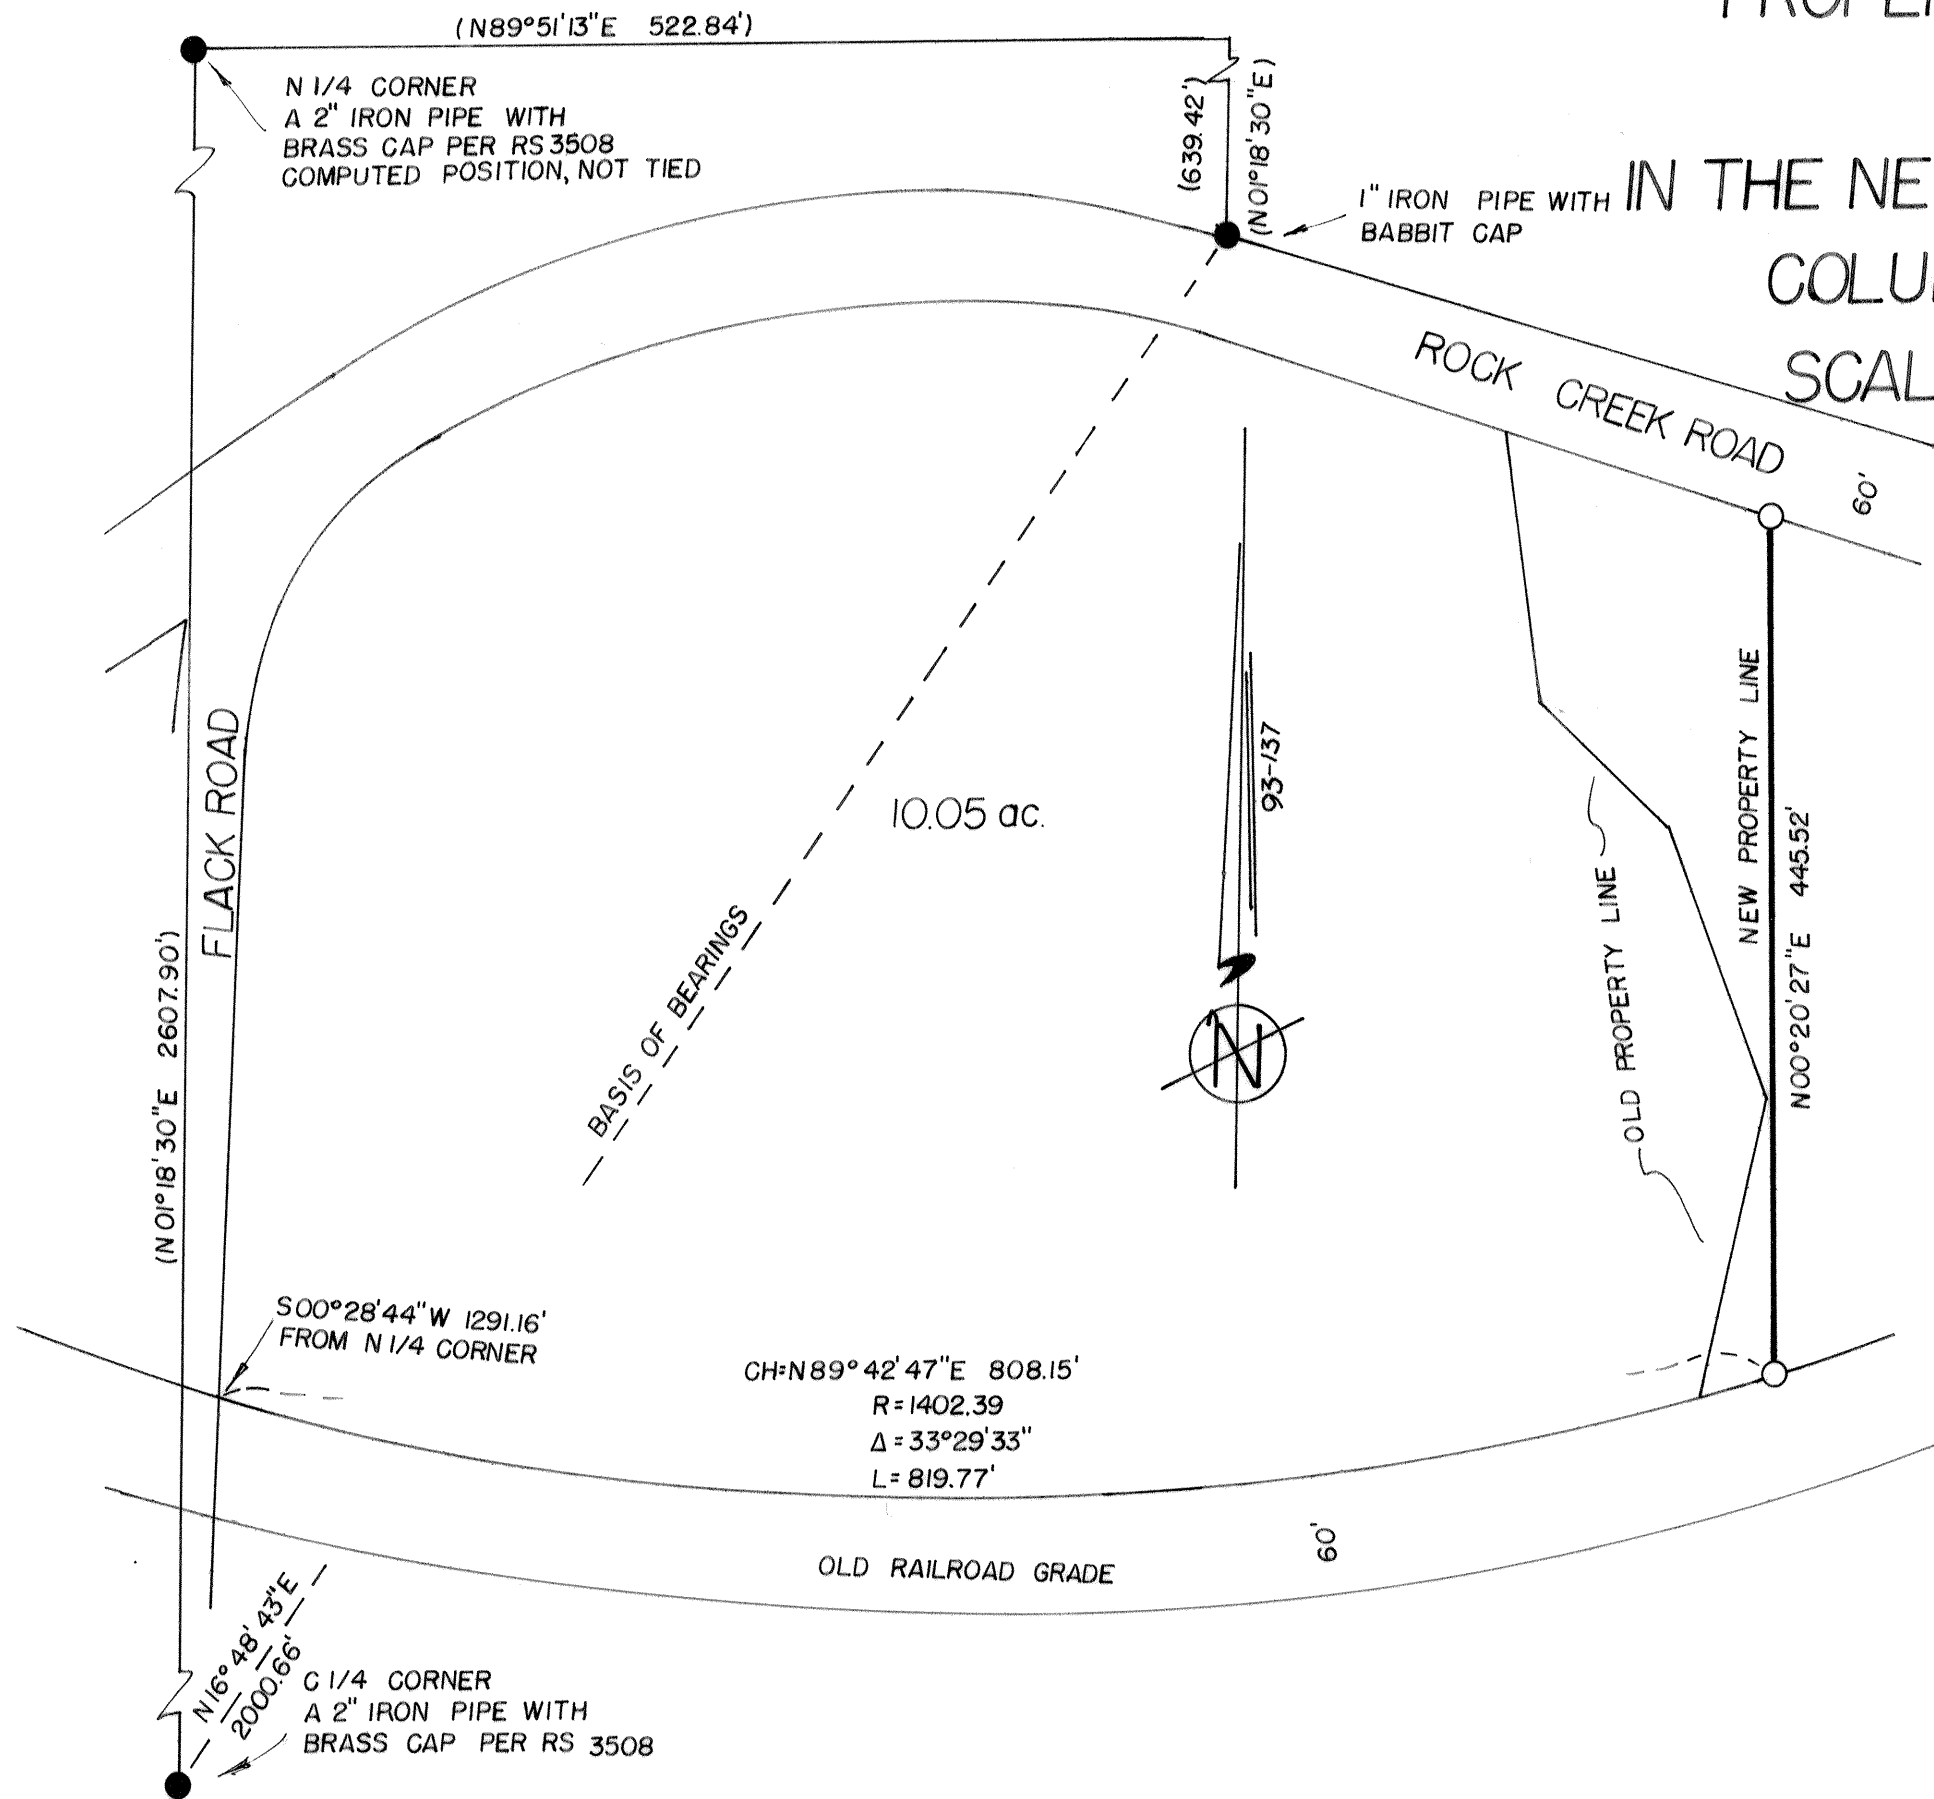 (N89°51'13"E 522.84')
N 1/4 CORNER
A 2" IRON PIPE WITH
BRASS CAP PER RS 3508
COMPUTED POSITION, NOT TIED
(639.42')
(N01°18'30"E)
1" IRON PIPE WITH
BABBIT CAP
IN THE NE
COLU
SCAL
ROCK CREEK ROAD
60'
FLACK ROAD
(N01°18'30"E 2607.90')
10.05 ac.
93-137
N
BASIS OF BEARINGS
OLD PROPERTY LINE
NEW PROPERTY LINE
N00°20'27"E 445.52'
S00°28'44"W 1291.16'
FROM N 1/4 CORNER
CH=N89°42'47"E 808.15'
R=1402.39
Δ=33°29'33"
L=819.77'
OLD RAILROAD GRADE
60'
N16°48'43"E
2000.66'
C 1/4 CORNER
A 2" IRON PIPE WITH
BRASS CAP PER RS 3508